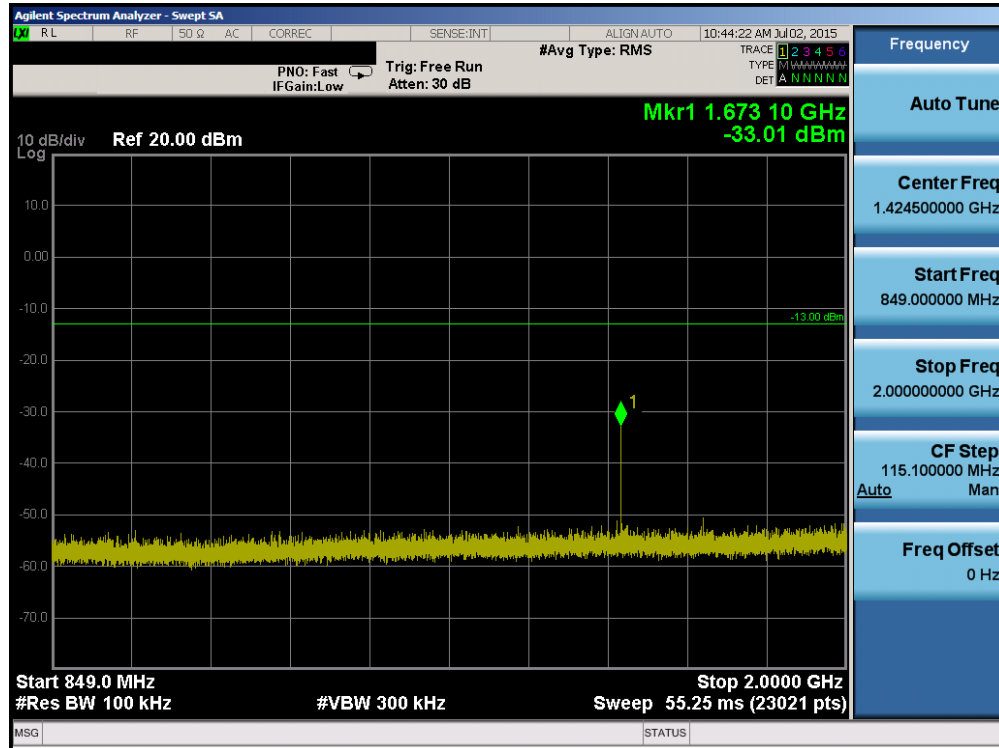 Agilent Spectrum Analyzer - Swept SA
LXI RL RF 50 Ω AC CORREC SENSE:INT ALIGN AUTO 10:44:22 AM Jul 02, 2015
#Avg Type: RMS
TRACE 1 2 3 4 5 6
PNO: Fast Trig: Free Run
TYPE M WWWWW
IFGain:Low Atten: 30 dB
DET A N N N N N
Mkr1 1.673 10 GHz
-33.01 dBm
10 dB/div Ref 20.00 dBm
Log
10.0
0.00
-10.0
-13.00 dBm
-20.0
-30.0
1
-40.0
-50.0
-60.0
-70.0
Start 849.0 MHz Stop 2.0000 GHz
#Res BW 100 kHz #VBW 300 kHz Sweep 55.25 ms (23021 pts)
MSG STATUS
Frequency
Auto Tune
Center Freq
1.424500000 GHz
Start Freq
849.000000 MHz
Stop Freq
2.000000000 GHz
CF Step
115.100000 MHz
Auto Man
Freq Offset
0 Hz